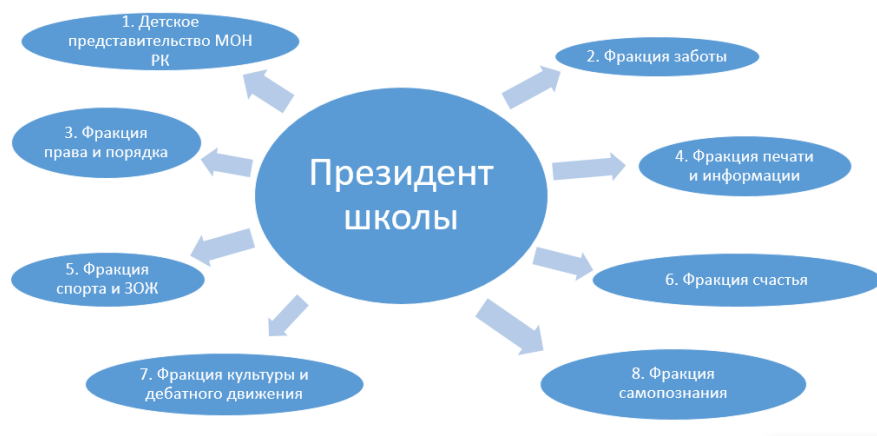 1. Детское
представительство МОН
РК
2. Фракция заботы
3. Фракция
права и порядка
4. Фракция печати
и информации
Президент
школы
5. Фракция
спорта и ЗОЖ
6. Фракция счастья
7. Фракция культуры и
дебатного движения
8. Фракция
самопознания